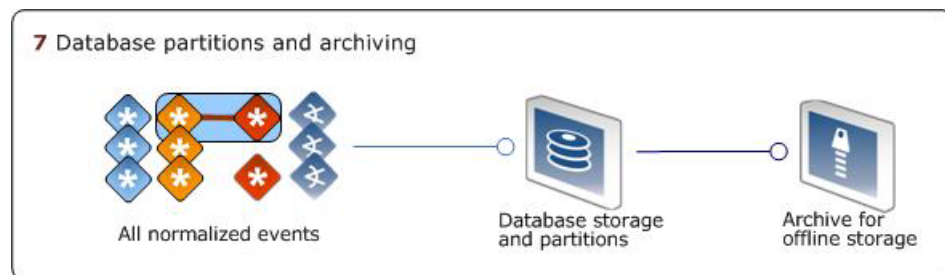 7 Database partitions and archiving
All normalized events
Database storage
and partitions
Archive for
offline storage